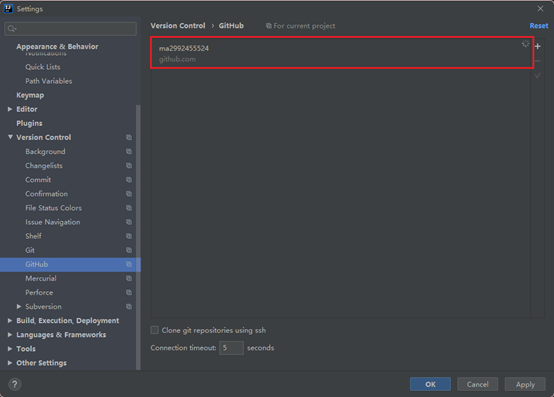 Settings
Version Control › GitHub
For current project
Reset
Appearance & Behavior
Notifications
Quick Lists
Path Variables
Keymap
Editor
Plugins
Version Control
Background
Changelists
Commit
Confirmation
File Status Colors
Issue Navigation
Shelf
Git
GitHub
Mercurial
Perforce
Subversion
Build, Execution, Deployment
Languages & Frameworks
Tools
Other Settings
ma2992455524
github.com
Clone git repositories using ssh
Connection timeout: 5 seconds
?
OK
Cancel
Apply